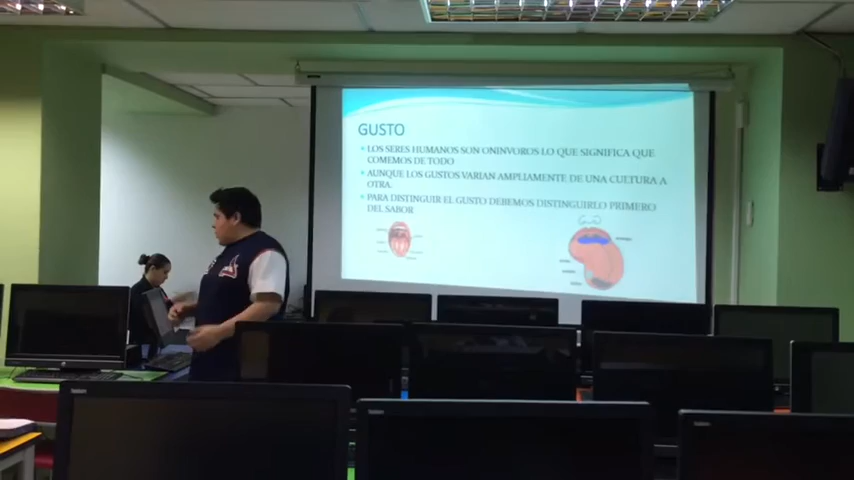 GUSTO
LOS SERES HUMANOS SON ONINVOROS LO QUE SIGNIFICA QUE
COMEMOS DE TODO
AUNQUE LOS GUSTOS VARIAN AMPLIAMENTE DE UNA CULTURA A
OTRA.
PARA DISTINGUIR EL GUSTO DEBEMOS DISTINGUIRLO PRIMERO
DEL SABOR